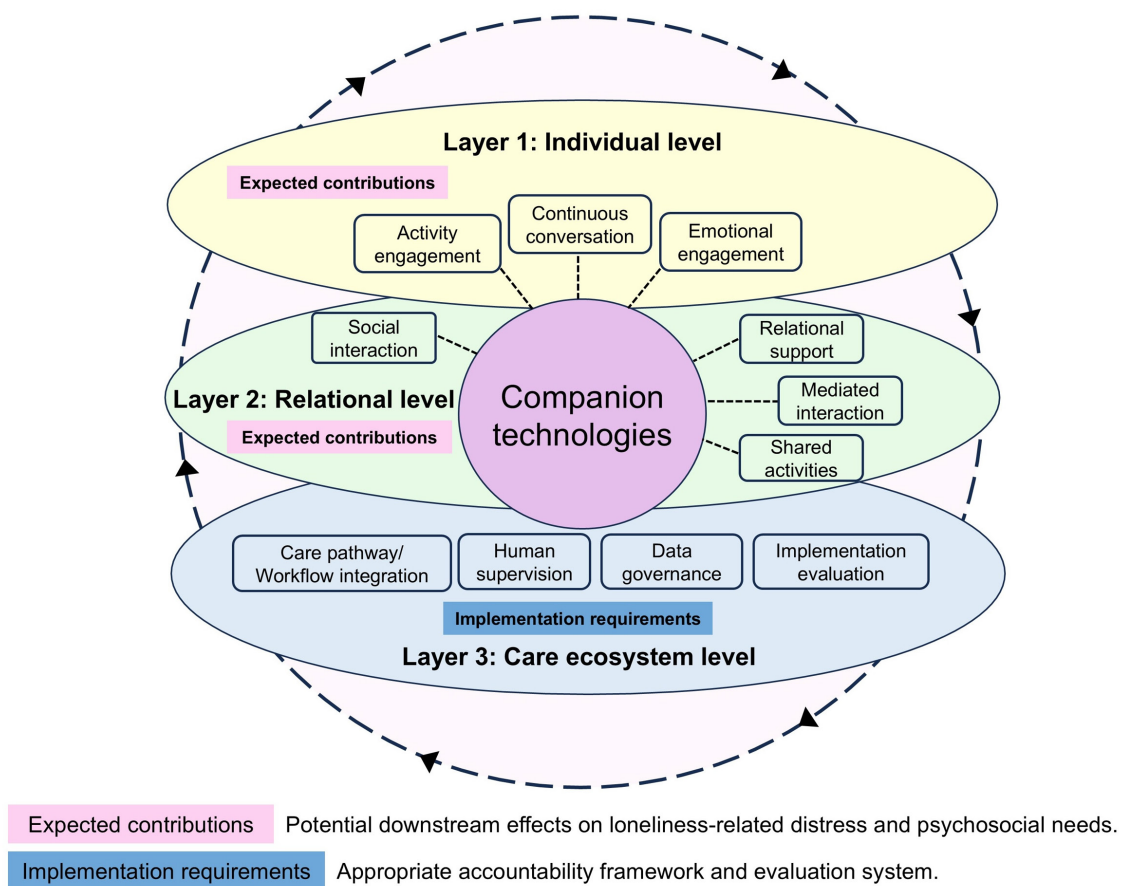 Layer 1: Individual level
Expected contributions
Activity
engagement
Continuous
conversation
Emotional
engagement
Social
interaction
Layer 2: Relational level
Expected contributions
Companion
technologies
Relational
support
Mediated
interaction
Shared
activities
Care pathway/
Workflow integration
Human
supervision
Data
governance
Implementation
evaluation
Implementation requirements
Layer 3: Care ecosystem level
Expected contributions Potential downstream effects on loneliness-related distress and psychosocial needs.
Implementation requirements Appropriate accountability framework and evaluation system.